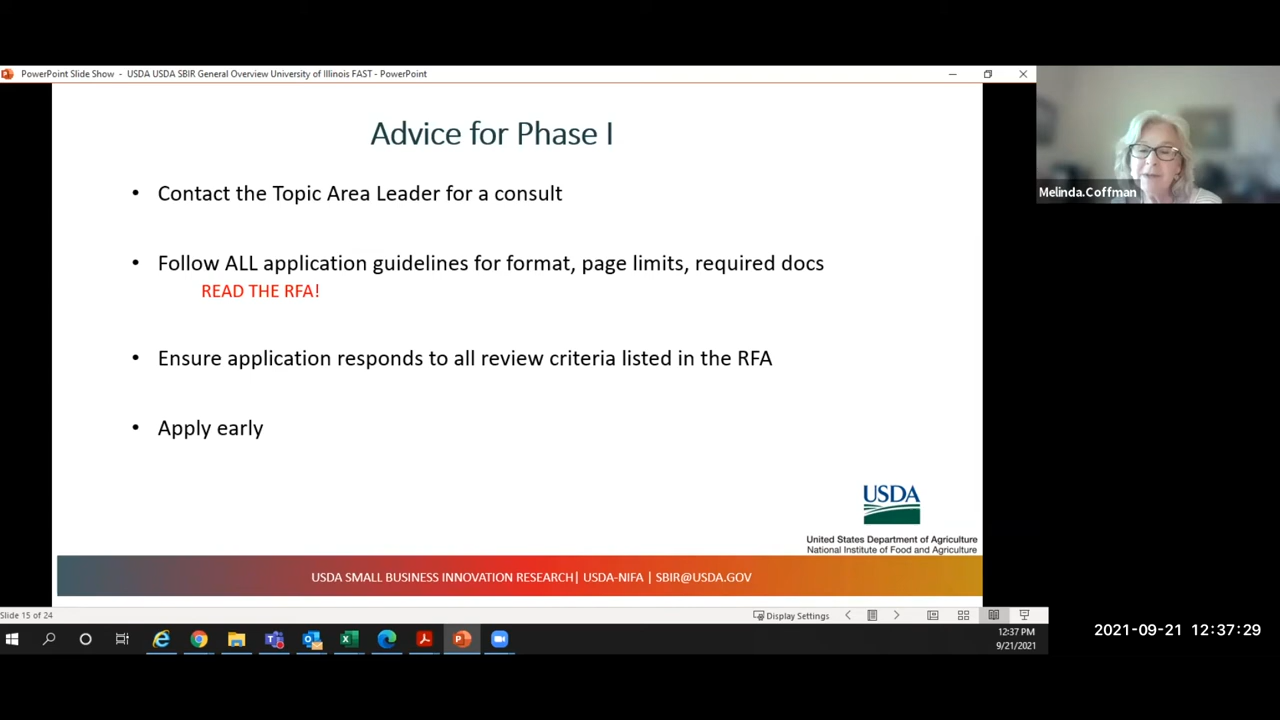 PowerPoint Slide Show - USDA USDA SBIR General Overview University of Illinois FAST - PowerPoint
Advice for Phase I
• Contact the Topic Area Leader for a consult
• Follow ALL application guidelines for format, page limits, required docs
READ THE RFA!
• Ensure application responds to all review criteria listed in the RFA
• Apply early
USDA
United States Department of Agriculture
National Institute of Food and Agriculture
USDA SMALL BUSINESS INNOVATION RESEARCH| USDA-NIFA | SBIR@USDA.GOV
Melinda.Coffman
Slide 15 of 24
Display Settings
12:37 PM
9/21/2021
2021-09-21 12:37:29